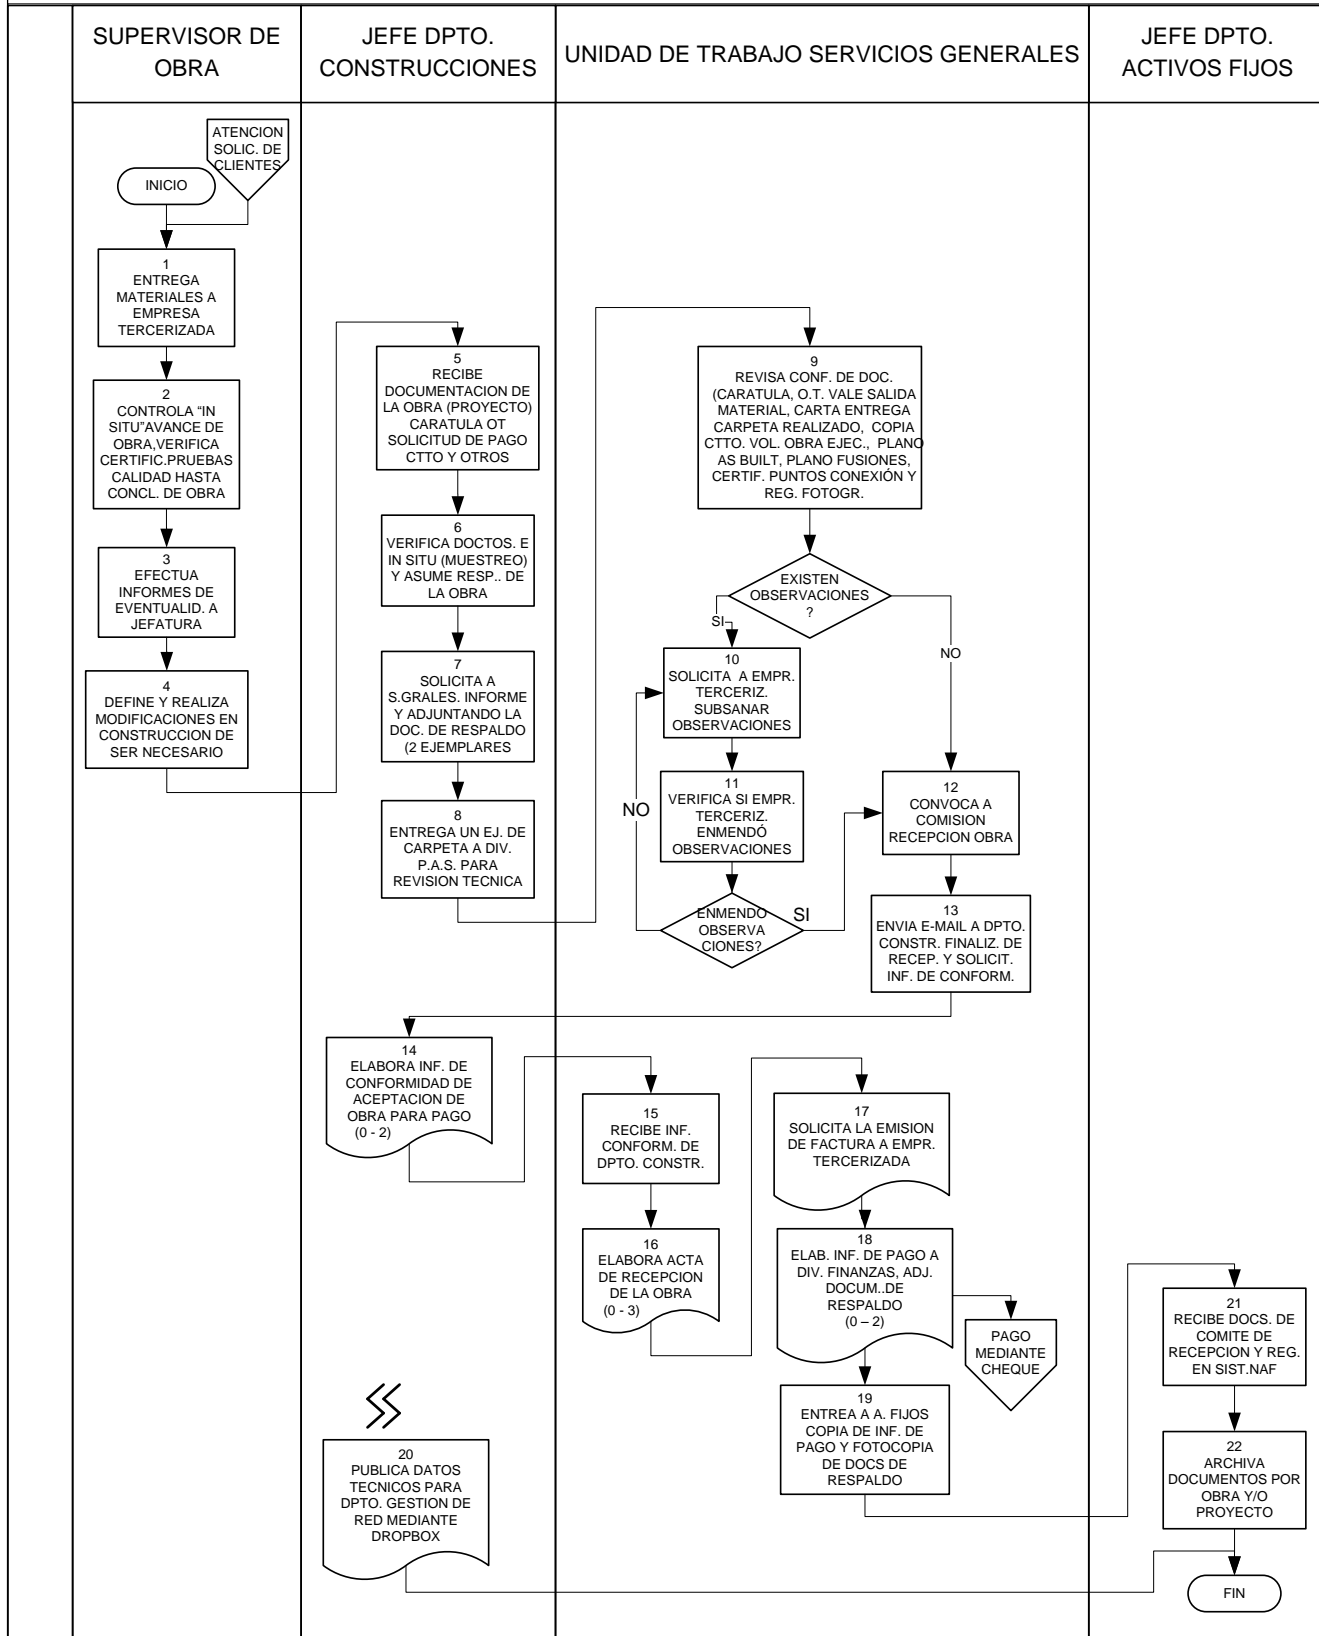 SUPERVISOR DE
OBRA
JEFE DPTO.
CONSTRUCCIONES
UNIDAD DE TRABAJO SERVICIOS GENERALES
JEFE DPTO.
ACTIVOS FIJOS
ATENCION
SOLIC. DE
CLIENTES
INICIO
1
ENTREGA
MATERIALES A
EMPRESA
TERCERIZADA
2
CONTROLA “IN
SITU”AVANCE DE
OBRA,VERIFICA
CERTIFIC.PRUEBAS
CALIDAD HASTA
CONCL. DE OBRA
3
EFECTUA
INFORMES DE
EVENTUALID. A
JEFATURA
4
DEFINE Y REALIZA
MODIFICACIONES EN
CONSTRUCCION DE
SER NECESARIO
5
RECIBE
DOCUMENTACION DE
LA OBRA (PROYECTO)
CARATULA OT
SOLICITUD DE PAGO
CTTO Y OTROS
6
VERIFICA DOCTOS. E
IN SITU (MUESTREO)
Y ASUME RESP.. DE
LA OBRA
7
SOLICITA A
S.GRALES. INFORME
Y ADJUNTANDO LA
DOC. DE RESPALDO
(2 EJEMPLARES
8
ENTREGA UN EJ. DE
CARPETA A DIV.
P.A.S. PARA
REVISION TECNICA
9
REVISA CONF. DE DOC.
(CARATULA, O.T. VALE SALIDA
MATERIAL, CARTA ENTREGA
CARPETA REALIZADO, COPIA
CTTO. VOL. OBRA EJEC., PLANO
AS BUILT, PLANO FUSIONES,
CERTIF. PUNTOS CONEXIÓN Y
REG. FOTOGR.
EXISTEN
OBSERVACIONES
?
SI
NO
10
SOLICITA A EMPR.
TERCERIZ.
SUBSANAR
OBSERVACIONES
11
VERIFICA SI EMPR.
TERCERIZ.
ENMENDÓ
OBSERVACIONES
NO
ENMENDO
OBSERVA
CIONES?
SI
12
CONVOCA A
COMISION
RECEPCION OBRA
13
ENVIA E-MAIL A DPTO.
CONSTR. FINALIZ. DE
RECEP. Y SOLICIT.
INF. DE CONFORM.
14
ELABORA INF. DE
CONFORMIDAD DE
ACEPTACION DE
OBRA PARA PAGO
(0 - 2)
15
RECIBE INF.
CONFORM. DE
DPTO. CONSTR.
16
ELABORA ACTA
DE RECEPCION
DE LA OBRA
(0 - 3)
17
SOLICITA LA EMISION
DE FACTURA A EMPR.
TERCERIZADA
18
ELAB. INF. DE PAGO A
DIV. FINANZAS, ADJ.
DOCUM..DE
RESPALDO
(0 – 2)
PAGO
MEDIANTE
CHEQUE
19
ENTREA A A. FIJOS
COPIA DE INF. DE
PAGO Y FOTOCOPIA
DE DOCS DE
RESPALDO
20
PUBLICA DATOS
TECNICOS PARA
DPTO. GESTION DE
RED MEDIANTE
DROPBOX
21
RECIBE DOCS. DE
COMITE DE
RECEPCION Y REG.
EN SIST.NAF
22
ARCHIVA
DOCUMENTOS POR
OBRA Y/O
PROYECTO
FIN